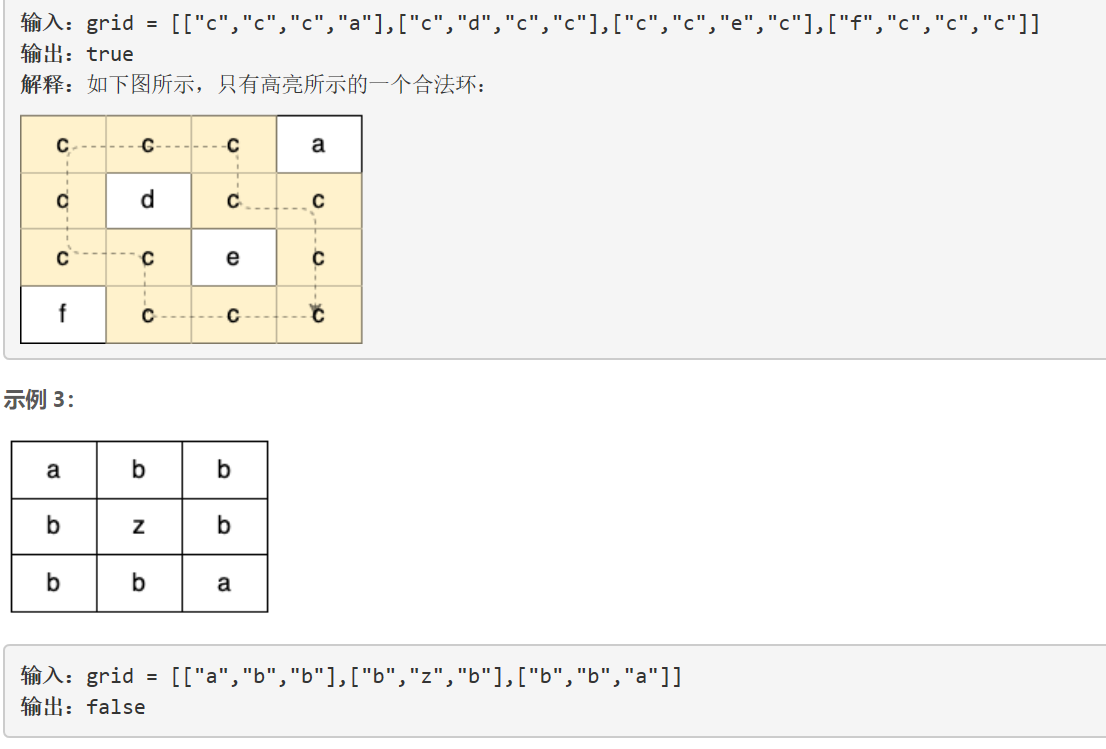 输入：grid = [["c","c","c","a"],["c","d","c","c"],["c","c","e","c"],["f","c","c","c"]]
输出：true
解释：如下图所示，只有高亮所示的一个合法环：
c c c a
c d c c
c c e c
f c c c
示例 3：
a b b
b z b
b b a
输入：grid = [["a","b","b"],["b","z","b"],["b","b","a"]]
输出：false